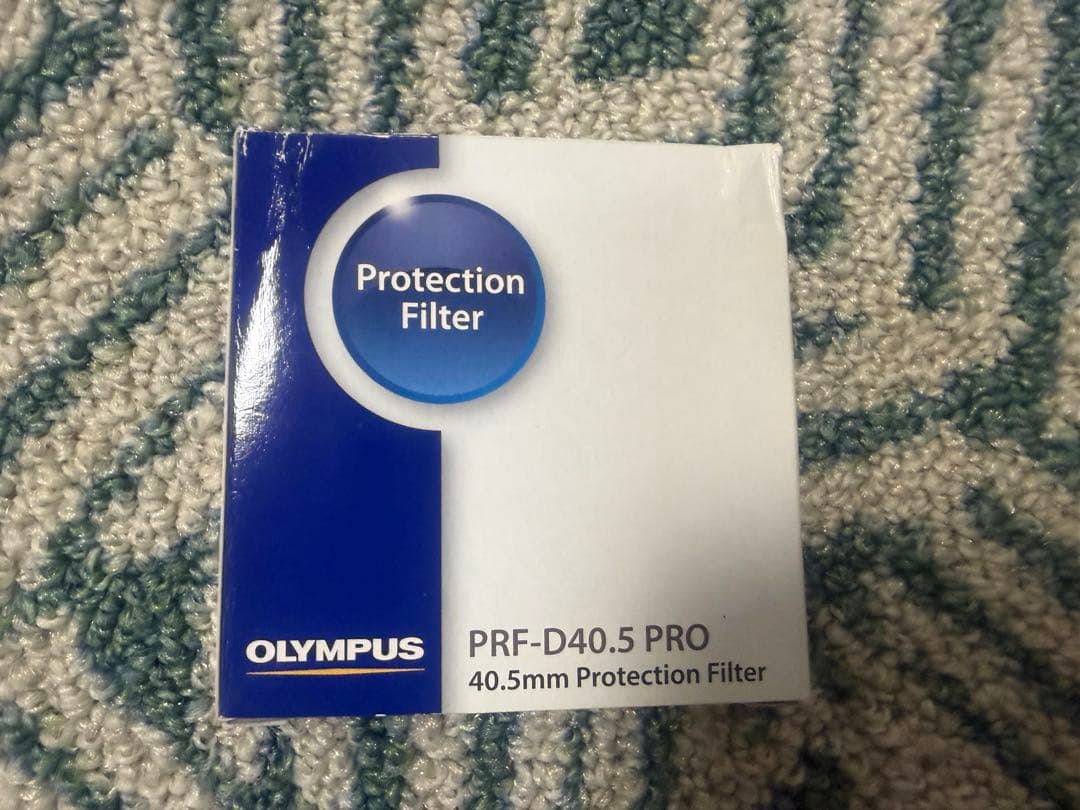 Protection
Filter
OLYMPUS
PRF-D40.5 PRO
40.5mm Protection Filter